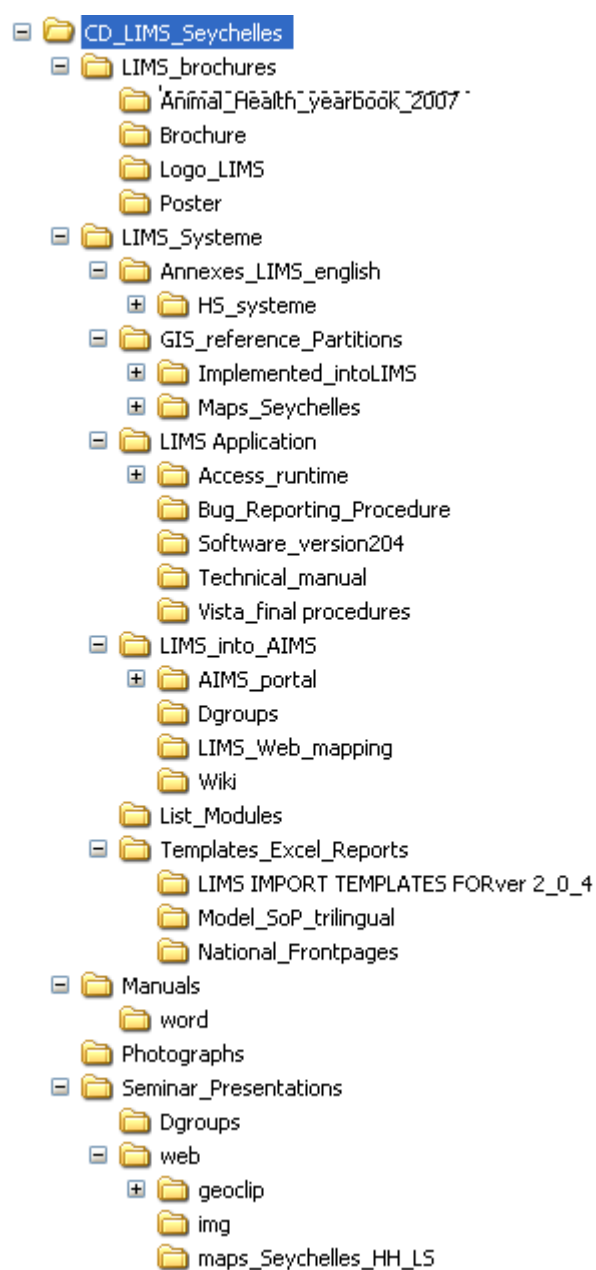 CD_LIMS_Seychelles
LIMS_brochures
Animal_Health_yearbook_2007
Brochure
Logo_LIMS
Poster
LIMS_Systeme
Annexes_LIMS_english
HS_systeme
GIS_reference_Partitions
Implemented_intoLIMS
Maps_Seychelles
LIMS Application
Access_runtime
Bug_Reporting_Procedure
Software_version204
Technical_manual
Vista_final procedures
LIMS_into_AIMS
AIMS_portal
Dgroups
LIMS_Web_mapping
Wiki
List_Modules
Templates_Excel_Reports
LIMS IMPORT TEMPLATES FORver 2_0_4
Model_SoP_trilingual
National_Frontpages
Manuals
word
Photographs
Seminar_Presentations
Dgroups
web
geoclip
img
maps_Seychelles_HH_LS